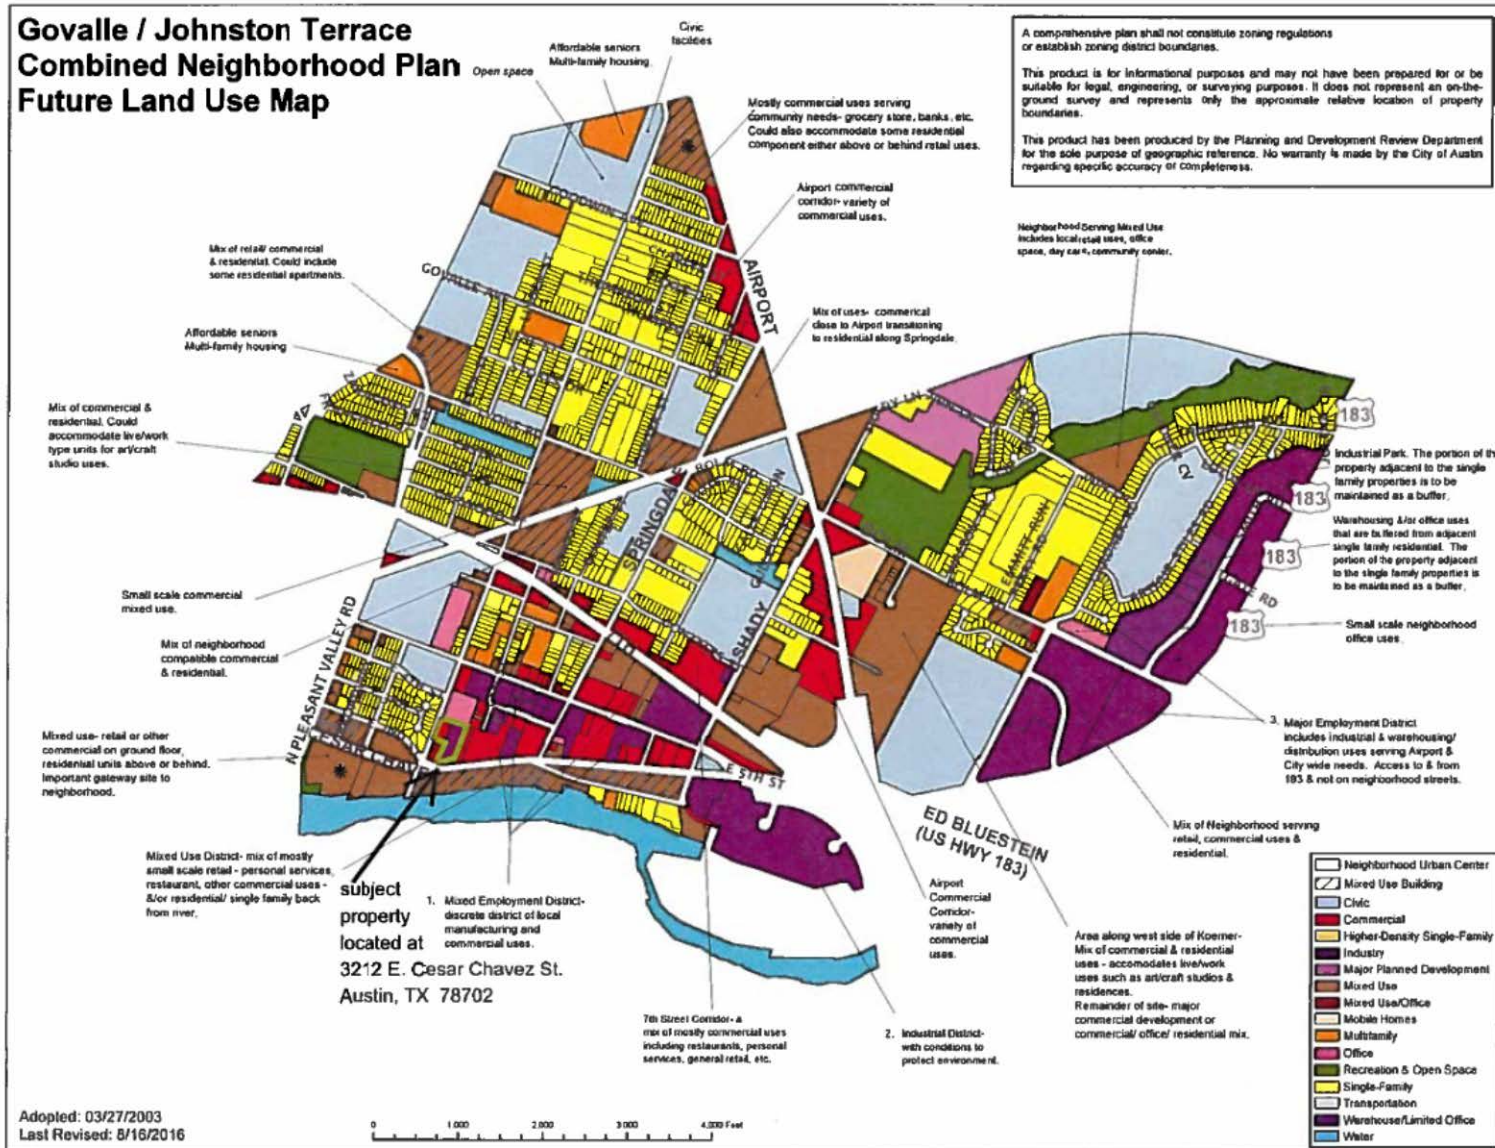 Govalle / Johnston Terrace
Combined Neighborhood Plan
Future Land Use Map
Open space
Affordable seniors
Multi-family housing
Civic
facilities
Mostly commercial uses serving
community needs- grocery store, banks, etc.
Could also accommodate some residential
component either above or behind retail uses.
A comprehensive plan shall not constitute zoning regulations
or establish zoning district boundaries.
This product is for informational purposes and may not have been prepared for or be
suitable for legal, engineering, or surveying purposes. It does not represent an on-the-
ground survey and represents only the approximate relative location of property
boundaries.
This product has been produced by the Planning and Development Review Department
for the sole purpose of geographic reference. No warranty is made by the City of Austin
regarding specific accuracy or completeness.
Airport commercial
corridor- variety of
commercial uses.
Neighborhood Serving Mixed Use
includes local retail uses, office
space, day care, community center.
Mix of retail/ commercial
& residential. Could include
some residential apartments.
Mix of uses- commerical
close to Airport transitioning
to residential along Springdale.
Affordable seniors
Multi-family housing
Mix of commercial &
residential. Could
accommodate live/work
type units for art/craft
studio uses.
GOODWIN
GOVALLE AVE
AIRPORT
SPRINGDA
SHADY
183
Industrial Park. The portion of the
property adjacent to the single
family properties is to be
maintained as a buffer.
183
Warehousing &/or office uses
that are buffered from adjacent
single family residential. The
portion of the property adjacent
to the single family properties is
to be maintained as a buffer.
183
183
Small scale neighborhood
office uses.
Small scale commercial
mixed use.
Mix of neighborhood
compatible commercial
& residential.
N PLEASANT VALLEY RD
Mixed use- retail or other
commercial on ground floor,
residential units above or behind.
Important gateway site to
neighborhood.
E 5TH ST
3. Major Employment District
includes industrial & warehousing/
distribution uses serving Airport &
City wide needs. Access to & from
183 & not on neighborhood streets.
ED BLUESTEIN
(US HWY 183)
Mix of Neighborhood serving
retail, commercial uses &
residential.
Mixed Use District- mix of mostly
small scale retail - personal services,
restaurant, other commercial uses -
&/or residential/ single family back
from river.
subject
property
located at
3212 E. Cesar Chavez St.
Austin, TX 78702
1. Mixed Employment District-
discrete district of local
manufacturing and
commercial uses.
Airport
Commercial
Corridor-
variety of
commercial
uses.
Area along west side of Koerner-
Mix of commercial & residential
uses - accomodates live/work
uses such as art/craft studios &
residences.
Remainder of site- major
commercial development or
commercial/ office/ residential mix.
7th Street Corridor- a
mix of mostly commercial uses
including restaurants, personal
services, general retail, etc.
2. Industrial District-
with conditions to
protect environment.
Neighborhood Urban Center
Mixed Use Building
Civic
Commercial
Higher-Density Single-Family
Industry
Major Planned Development
Mixed Use
Mixed Use/Office
Mobile Homes
Multifamily
Office
Recreation & Open Space
Single-Family
Transportation
Warehouse/Limited Office
Water
Adopted: 03/27/2003
Last Revised: 8/16/2016
0 1,000 2,000 3,000 4,000 Feet